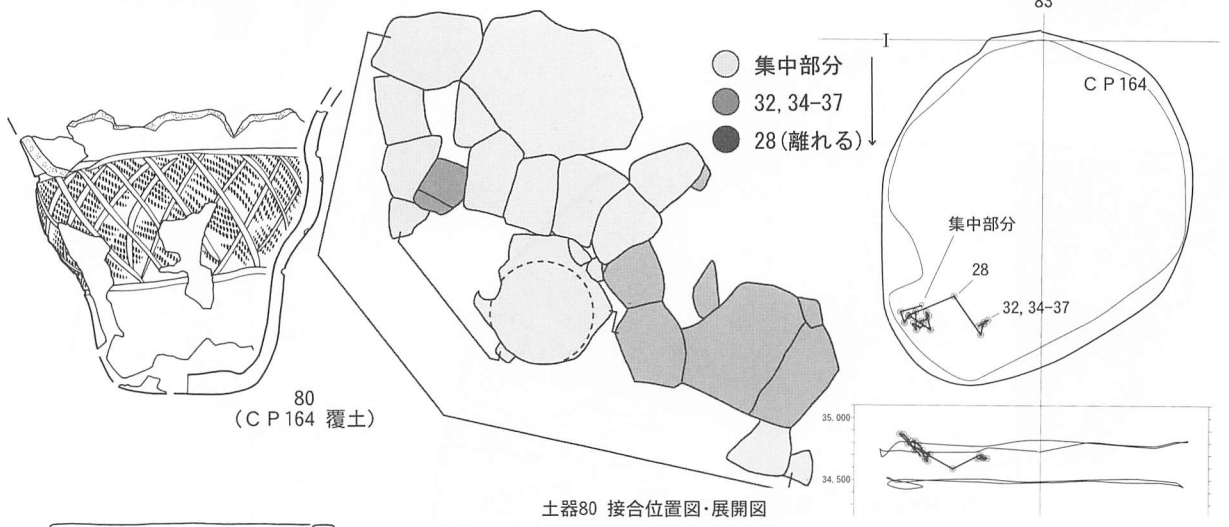 80
(CP164 覆土)
集中部分
32, 34-37
28(離れる)
土器80 接合位置図・展開図
83
I
CP164
集中部分
28
32, 34-37
35.000
34.500